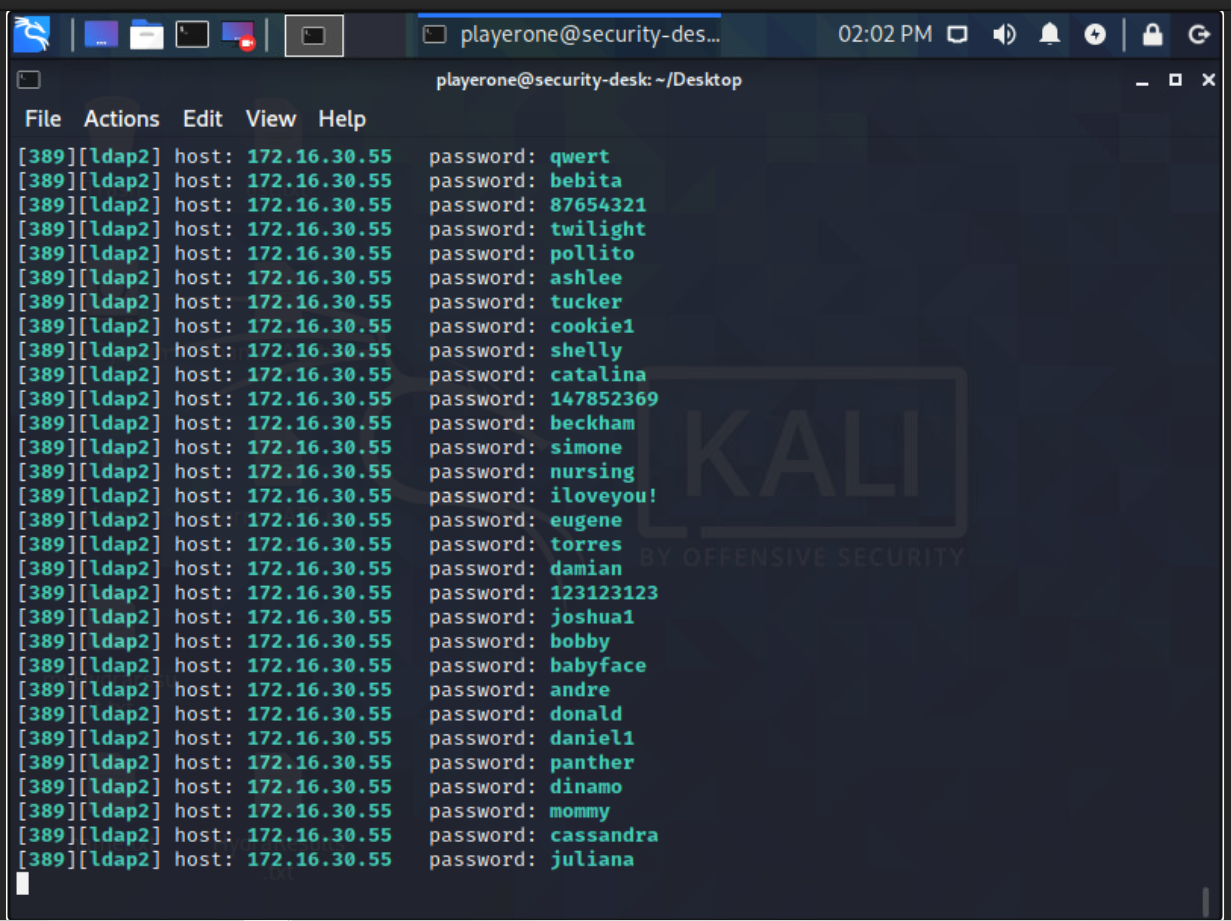 playerone@security-des...
02:02 PM
playerone@security-desk: ~/Desktop
File Actions Edit View Help
[389][ldap2] host: 172.16.30.55 password: qwert
[389][ldap2] host: 172.16.30.55 password: bebita
[389][ldap2] host: 172.16.30.55 password: 87654321
[389][ldap2] host: 172.16.30.55 password: twilight
[389][ldap2] host: 172.16.30.55 password: pollito
[389][ldap2] host: 172.16.30.55 password: ashlee
[389][ldap2] host: 172.16.30.55 password: tucker
[389][ldap2] host: 172.16.30.55 password: cookie1
[389][ldap2] host: 172.16.30.55 password: shelly
[389][ldap2] host: 172.16.30.55 password: catalina
[389][ldap2] host: 172.16.30.55 password: 147852369
[389][ldap2] host: 172.16.30.55 password: beckham
[389][ldap2] host: 172.16.30.55 password: simone
[389][ldap2] host: 172.16.30.55 password: nursing
[389][ldap2] host: 172.16.30.55 password: iloveyou!
[389][ldap2] host: 172.16.30.55 password: eugene
[389][ldap2] host: 172.16.30.55 password: torres
[389][ldap2] host: 172.16.30.55 password: damian
[389][ldap2] host: 172.16.30.55 password: 123123123
[389][ldap2] host: 172.16.30.55 password: joshua1
[389][ldap2] host: 172.16.30.55 password: bobby
[389][ldap2] host: 172.16.30.55 password: babyface
[389][ldap2] host: 172.16.30.55 password: andre
[389][ldap2] host: 172.16.30.55 password: donald
[389][ldap2] host: 172.16.30.55 password: daniel1
[389][ldap2] host: 172.16.30.55 password: panther
[389][ldap2] host: 172.16.30.55 password: dinamo
[389][ldap2] host: 172.16.30.55 password: mommy
[389][ldap2] host: 172.16.30.55 password: cassandra
[389][ldap2] host: 172.16.30.55 password: juliana
KALI
BY OFFENSIVE SECURITY
.txt